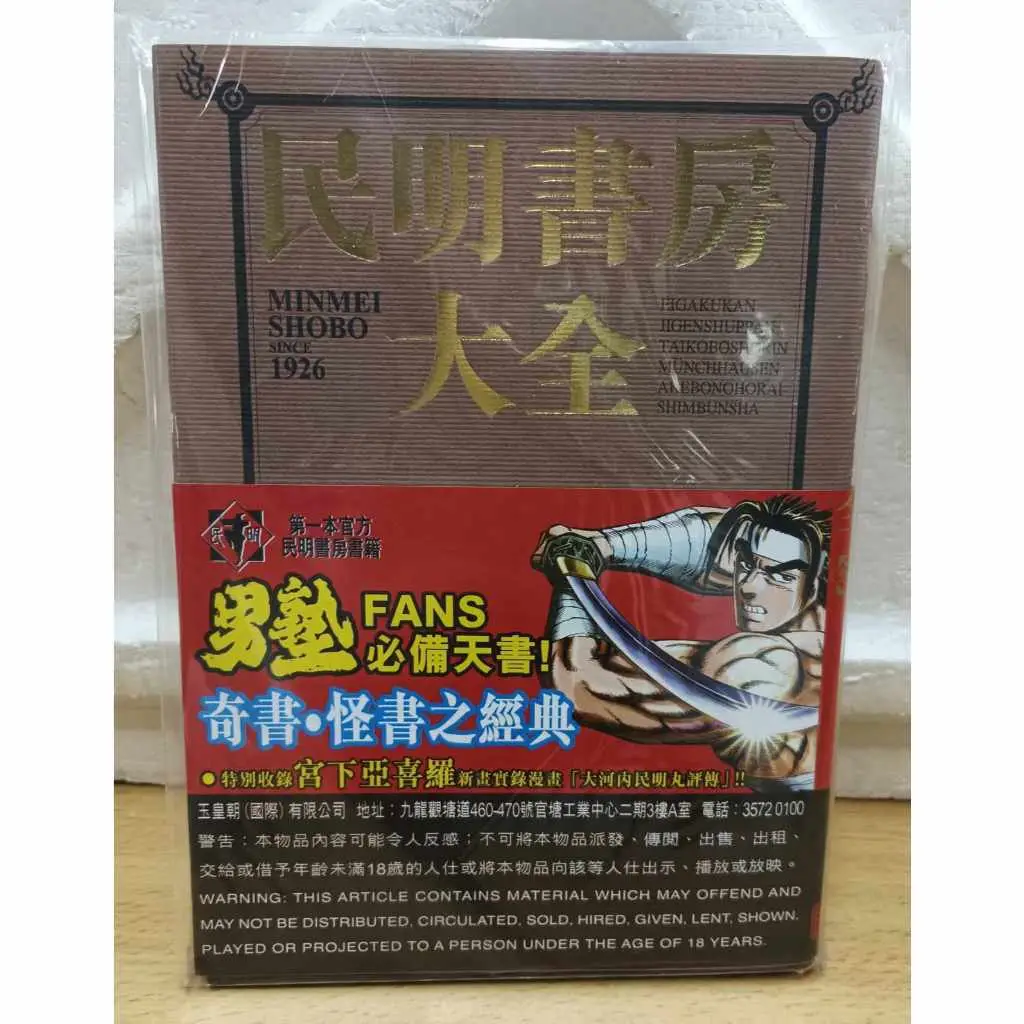 民明書房
大全
MINMEI
SHOBO
SINCE
1926
JIGENSHUPPAN
TAIKOBOSHORIN
MÜNCHHAUSEN
AKEBONOHORAI
SHIMBUNSHA
民
明
第一本官方
民明書房書籍
男塾
FANS
必備天書!
奇書•怪書之經典
●特別收錄宮下亞喜羅新畫實錄漫畫「大河內民明丸評傳」!!
玉皇朝(國際)有限公司 地址:九龍觀塘道460-470號官塘工業中心二期3樓A室 電話:3572 0100
警告:本物品內容可能令人反感;不可將本物品派發、傳閱、出售、出租、
交給或借予年齡未滿18歲的人仕或將本物品向該等人仕出示、播放或放映。
WARNING: THIS ARTICLE CONTAINS MATERIAL WHICH MAY OFFEND AND
MAY NOT BE DISTRIBUTED, CIRCULATED, SOLD, HIRED, GIVEN, LENT, SHOWN,
PLAYED OR PROJECTED TO A PERSON UNDER THE AGE OF 18 YEARS.